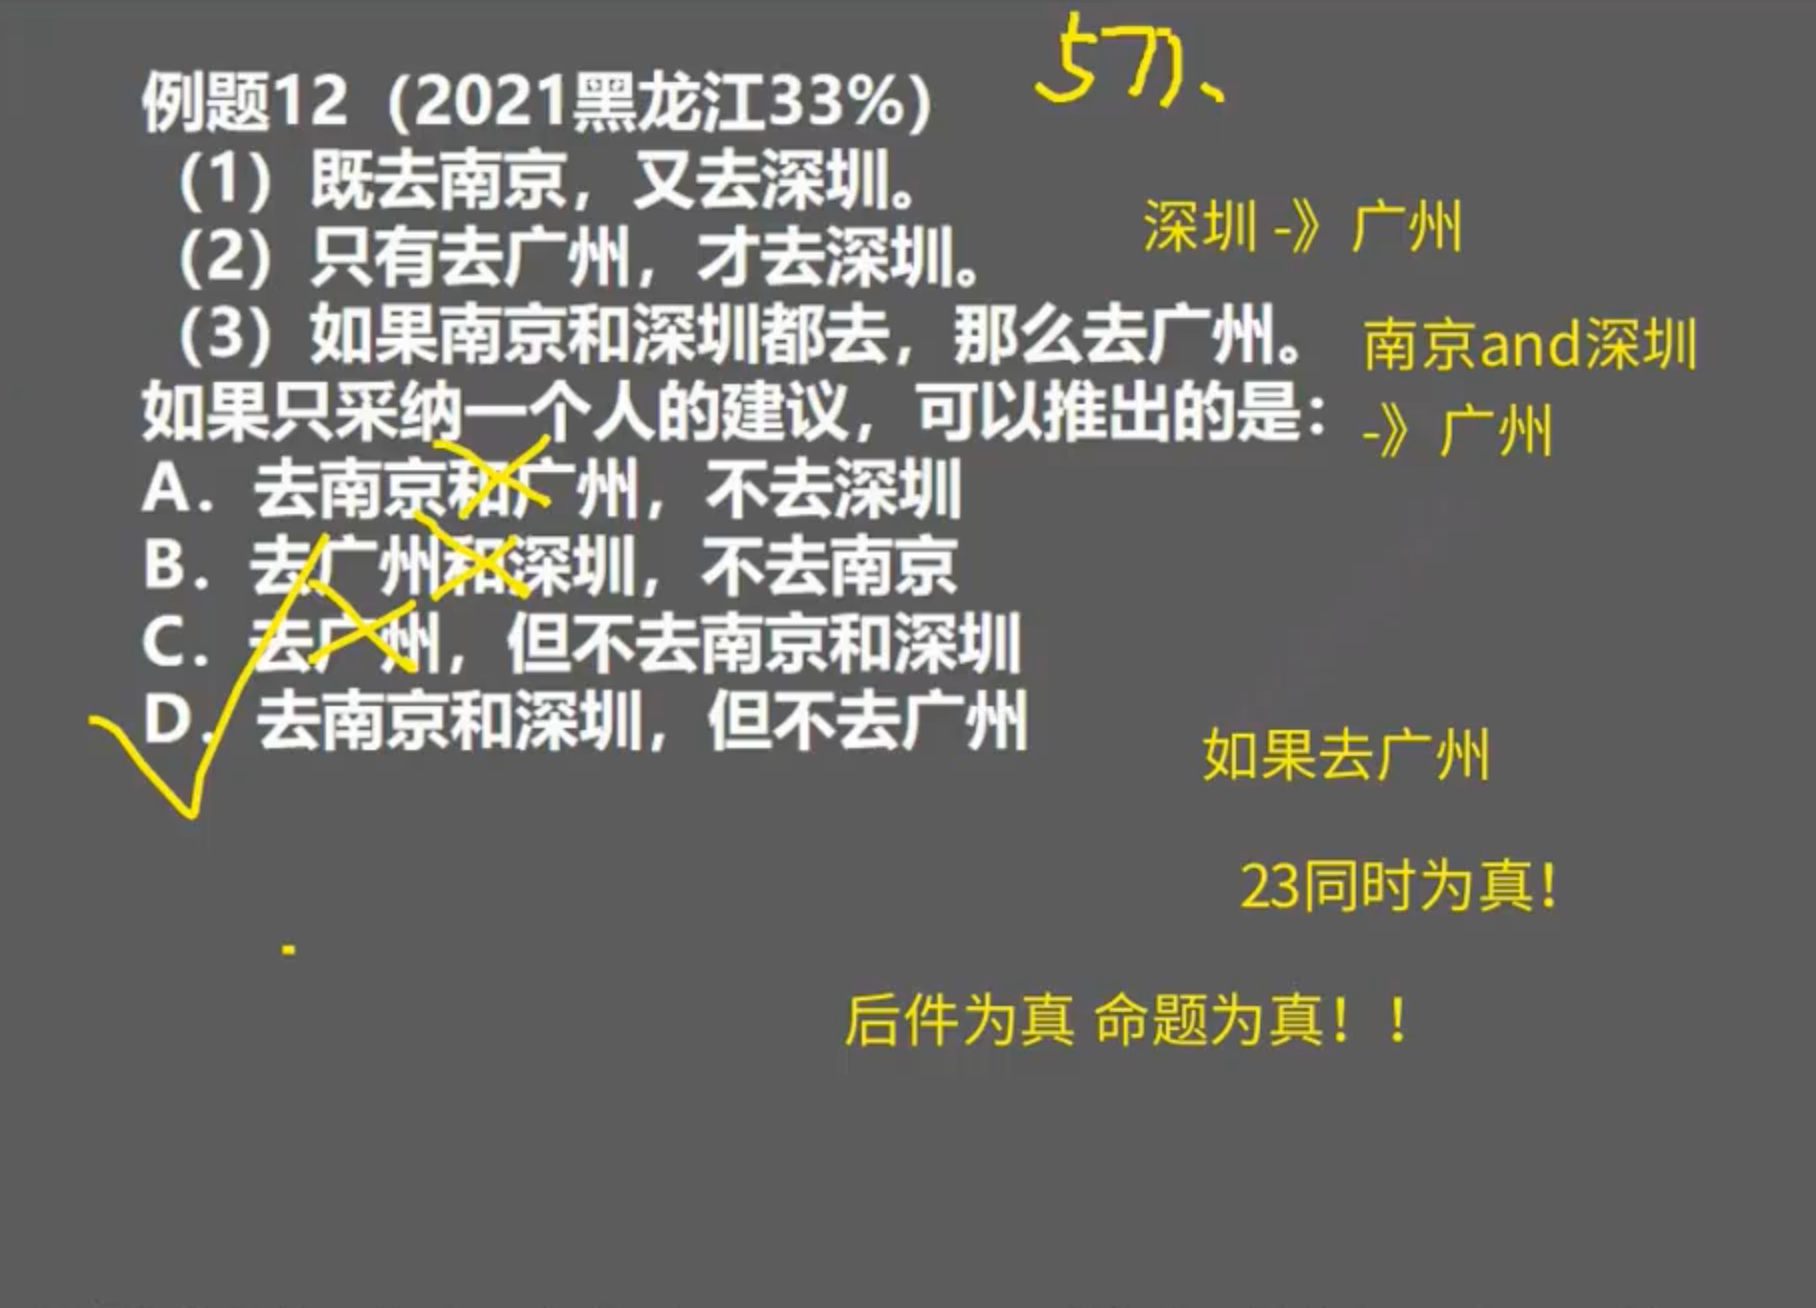 例题12（2021黑龙江33%）
（1）既去南京，又去深圳。
（2）只有去广州，才去深圳。
深圳 -》广州
（3）如果南京和深圳都去，那么去广州。
南京and深圳
-》广州
如果只采纳一个人的建议，可以推出的是：
A．去南京和广州，不去深圳
B．去广州和深圳，不去南京
C．去广州，但不去南京和深圳
D．去南京和深圳，但不去广州
如果去广州
23同时为真！
后件为真 命题为真！！